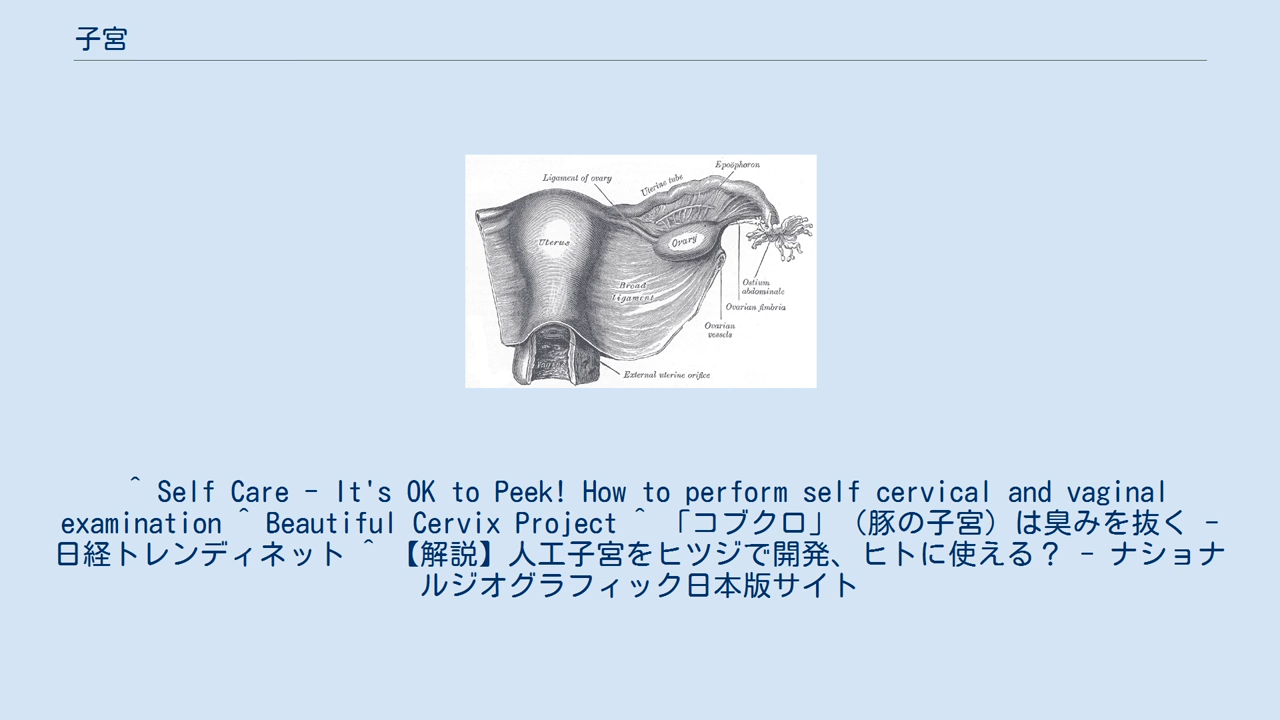 子宮
Epoöphoron
Ligament of ovary
Uterine tube
Uterus
Ovary
Broad
ligament
Ostium
abdominale
Ovarian fimbria
Ovarian
vessels
Vagina
External uterine orifice
^ Self Care - It's OK to Peek! How to perform self cervical and vaginal
examination ^ Beautiful Cervix Project ^ 「コブクロ」（豚の子宮）は臭みを抜く -
日経トレンディネット ^ 【解説】人工子宮をヒツジで開発、ヒトに使える？ - ナショナ
ルジオグラフィック日本版サイト